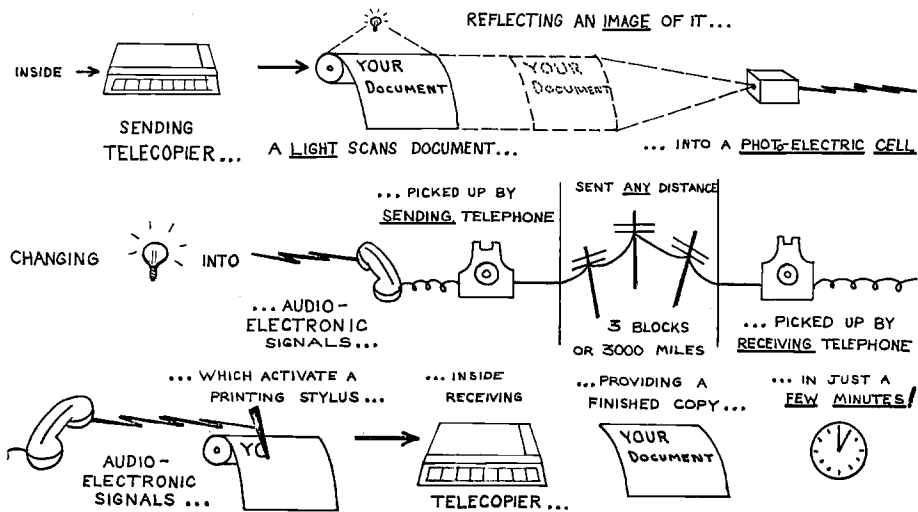 REFLECTING AN IMAGE OF IT...
INSIDE
YOUR
DOCUMENT
YOUR
DOCUMENT
SENDING
TELECOPIER...
A LIGHT SCANS DOCUMENT...
...INTO A PHOTO-ELECTRIC CELL
...PICKED UP BY
SENDING TELEPHONE
SENT ANY DISTANCE
CHANGING
INTO
...AUDIO-
ELECTRONIC
SIGNALS...
3 BLOCKS
OR 3000 MILES
...PICKED UP BY
RECEIVING TELEPHONE
...WHICH ACTIVATE A
PRINTING STYLUS...
...INSIDE
RECEIVING
...PROVIDING A
FINISHED COPY...
...IN JUST A
FEW MINUTES!
YO
YOUR
DOCUMENT
AUDIO-
ELECTRONIC
SIGNALS...
TELECOPIER...